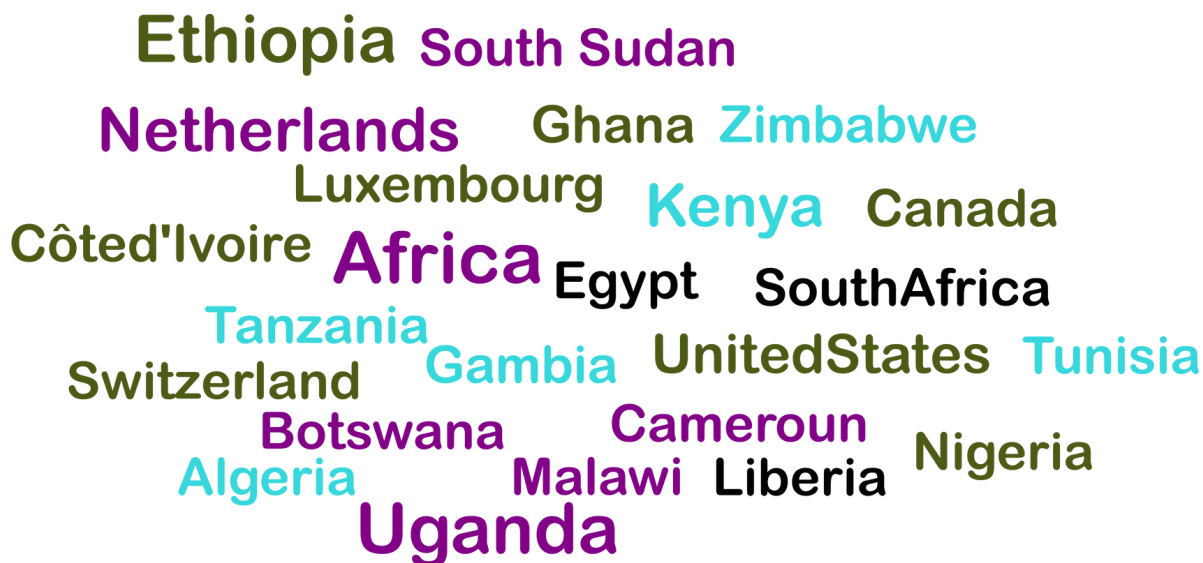 Ethiopia South Sudan
Netherlands Ghana Zimbabwe
Luxembourg Kenya Canada
Côted'Ivoire Africa Egypt SouthAfrica
Tanzania Gambia UnitedStates Tunisia
Switzerland
Botswana Cameroun Nigeria
Algeria Malawi Liberia
Uganda